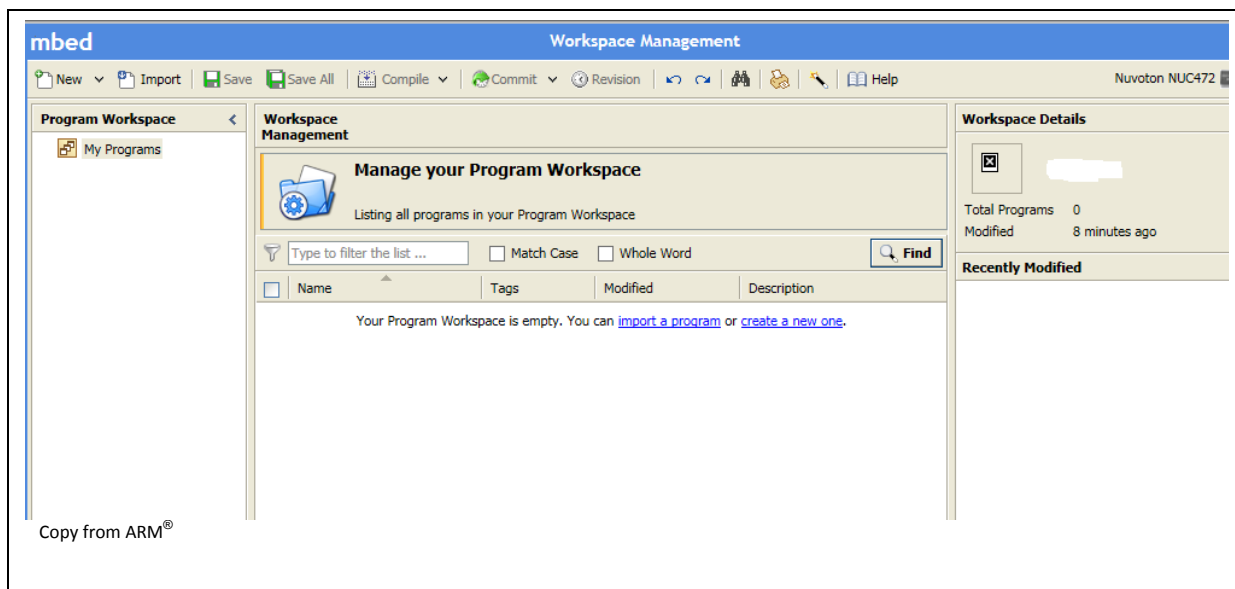 mbed
Workspace Management
New Import Save Save All Compile Commit Revision Help Nuvoton NUC472
Program Workspace
My Programs
Workspace
Management
Manage your Program Workspace
Listing all programs in your Program Workspace
Type to filter the list ... Match Case Whole Word Find
Name Tags Modified Description
Your Program Workspace is empty. You can import a program or create a new one.
Workspace Details
Total Programs 0
Modified 8 minutes ago
Recently Modified
Copy from ARM®